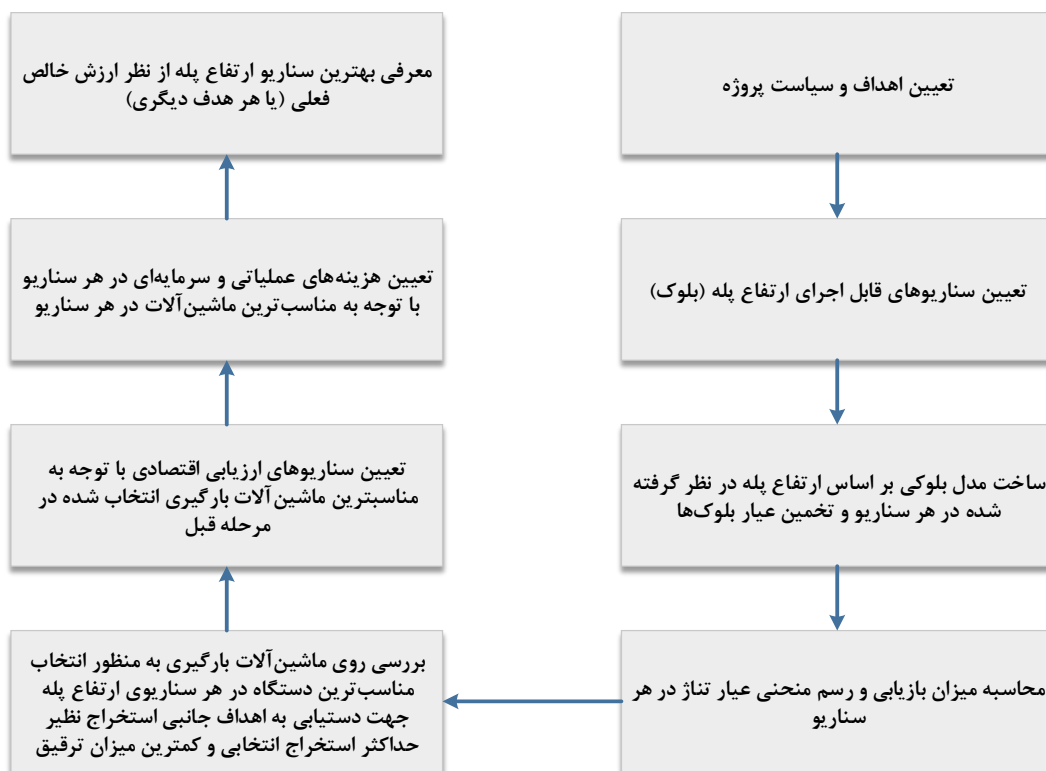 تعیین اهداف و سیاست پروژه
تعیین سناریوهای قابل اجرای ارتفاع پله (بلوک)
ساخت مدل بلوکی بر اساس ارتفاع پله در نظر گرفته
شده در هر سناریو و تخمین عیار بلوک‌ها
محاسبه میزان بازیابی و رسم منحنی عیار تناژ در هر
سناریو
بررسی روی ماشین‌آلات بارگیری به منظور انتخاب
مناسب‌ترین دستگاه در هر سناریوی ارتفاع پله
جهت دستیابی به اهداف جانبی استخراج نظیر
حداکثر استخراج انتخابی و کمترین میزان ترقیق
تعیین سناریوهای ارزیابی اقتصادی با توجه به
مناسبترین ماشین‌آلات بارگیری انتخاب شده در
مرحله قبل
تعیین هزینه‌های عملیاتی و سرمایه‌ای در هر سناریو
با توجه به مناسب‌ترین ماشین‌آلات در هر سناریو
معرفی بهترین سناریو ارتفاع پله از نظر ارزش خالص
فعلی (یا هر هدف دیگری)